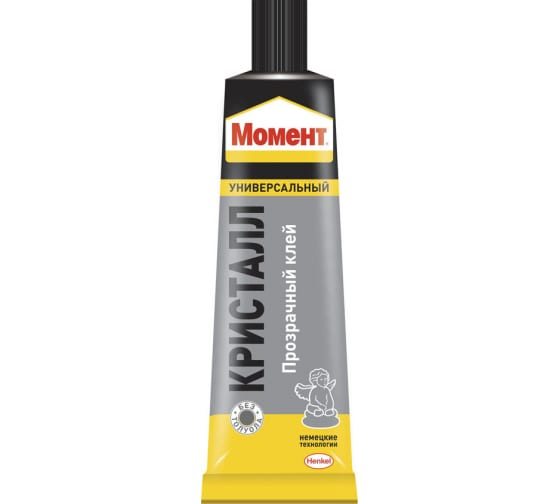 Момент
УНИВЕРСАЛЬНЫЙ
КРИСТАЛЛ
Прозрачный клей
БЕЗ
ТОЛУОЛА
немецкие
технологии
Henkel